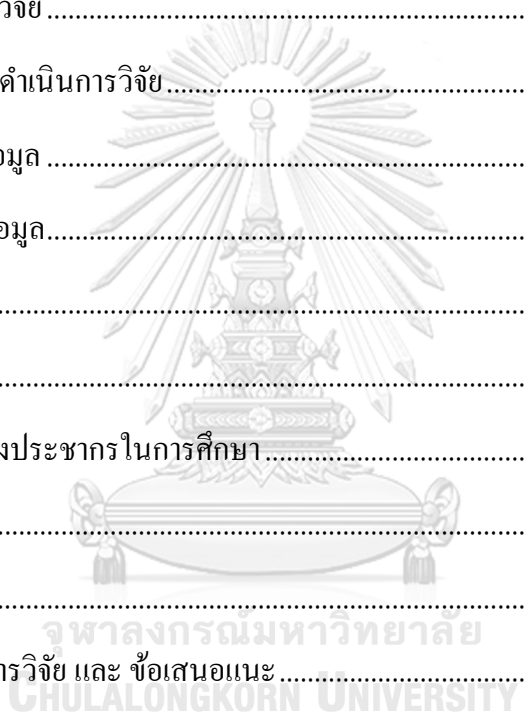 วิจัย ........................................................
ดำเนินการวิจัย ........................................................
อมูล ........................................................
อมูล ........................................................
........................................................
........................................................
งประชากรในการศึกษา ........................................................
........................................................
........................................................
จุฬาลงกรณ์มหาวิทยาลัย
ารวิจัย และ ข้อเสนอแนะ ........................................................
CHULALONGKORN UNIVERSITY